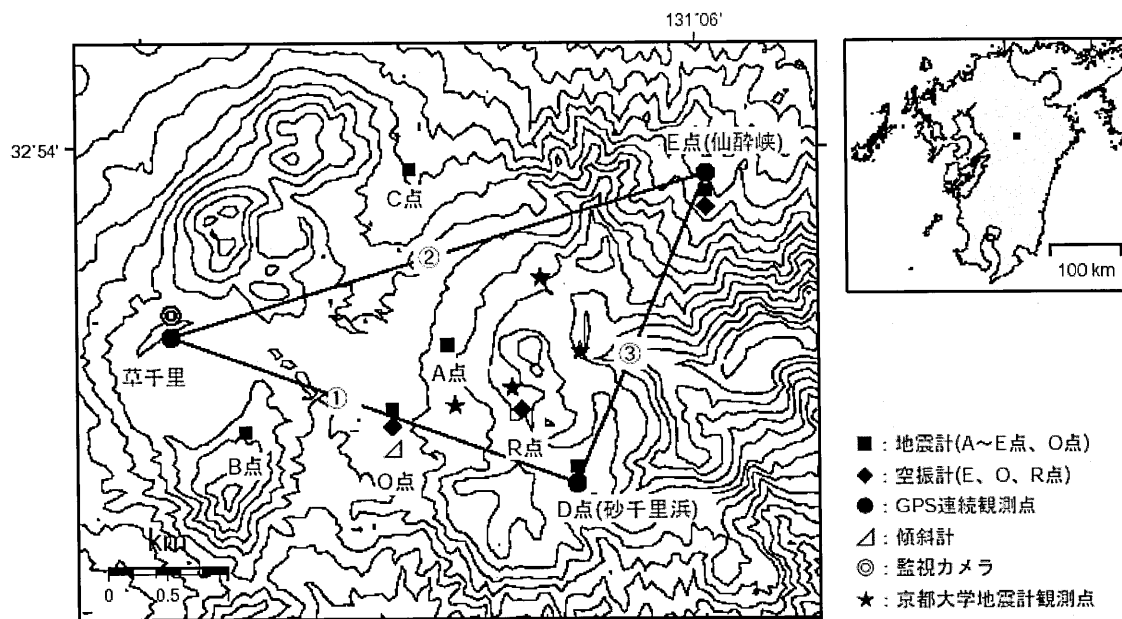 131°06'
32°54'
E点(仙酔峡)
C点
②
草千里
A点
③
①
B点
O点
R点
D点(砂千里浜)
km
0 0.5 1
100 km
■：地震計(A～E点、O点)
◆：空振計(E、O、R点)
●：GPS連続観測点
⊿：傾斜計
◎：監視カメラ
★：京都大学地震計観測点